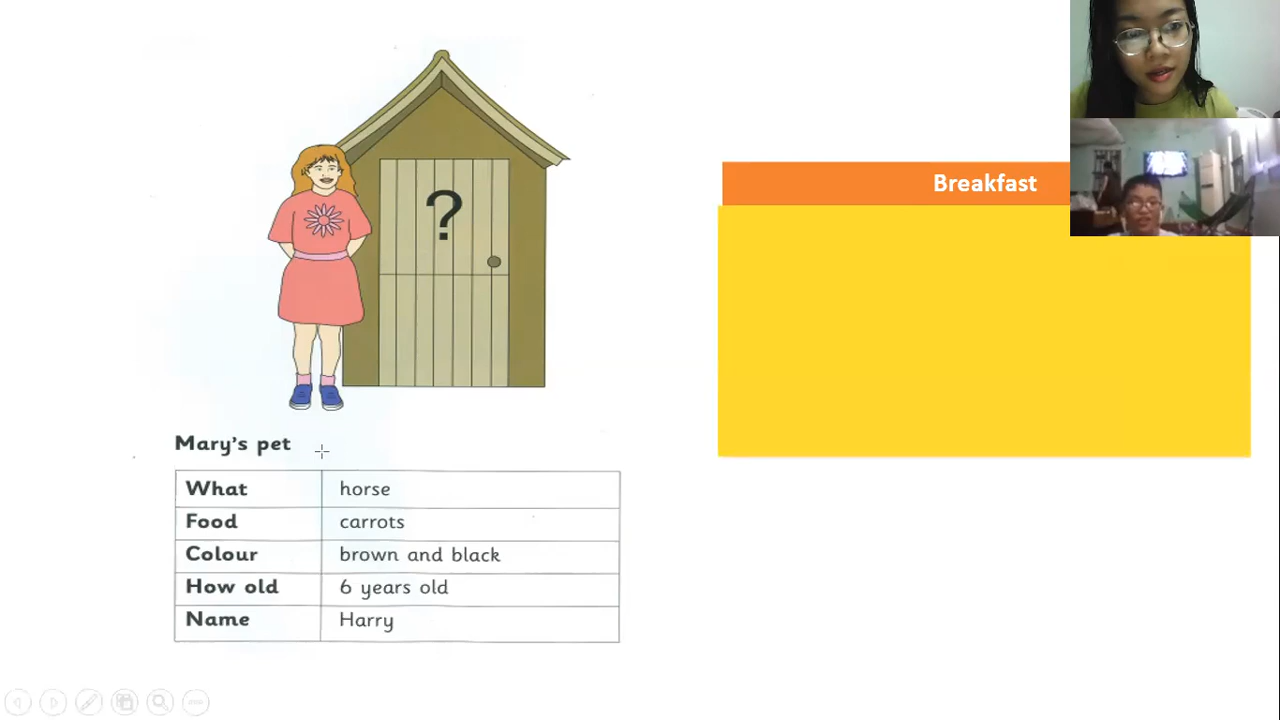 ?
Breakfast
Mary's pet
What horse
Food carrots
Colour brown and black
How old 6 years old
Name Harry